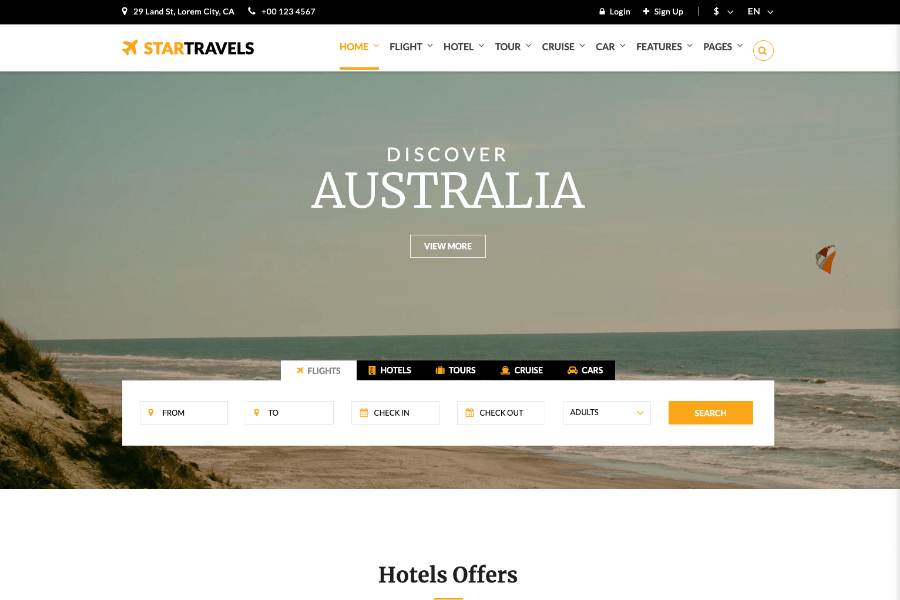 29 Land St, Lorem City, CA +00 123 4567 Login Sign Up $ EN
STARTRAVELS HOME FLIGHT HOTEL TOUR CRUISE CAR FEATURES PAGES
DISCOVER
AUSTRALIA
VIEW MORE
FLIGHTS HOTELS TOURS CRUISE CARS
FROM TO CHECK IN CHECK OUT ADULTS SEARCH
Hotels Offers